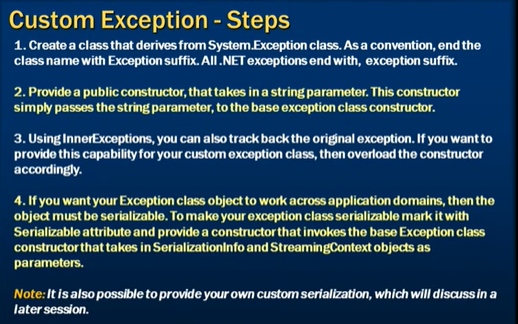 Custom Exception - Steps
1. Create a class that derives from System.Exception class. As a convention, end the
class name with Exception suffix. All .NET exceptions end with, exception suffix.
2. Provide a public constructor, that takes in a string parameter. This constructor
simply passes the string parameter, to the base exception class constructor.
3. Using InnerExceptions, you can also track back the original exception. If you want to
provide this capability for your custom exception class, then overload the constructor
accordingly.
4. If you want your Exception class object to work across application domains, then the
object must be serializable. To make your exception class serializable mark it with
Serializable attribute and provide a constructor that invokes the base Exception class
constructor that takes in SerializationInfo and StreamingContext objects as
parameters.
Note: It is also possible to provide your own custom serialization, which will discuss in a
later session.